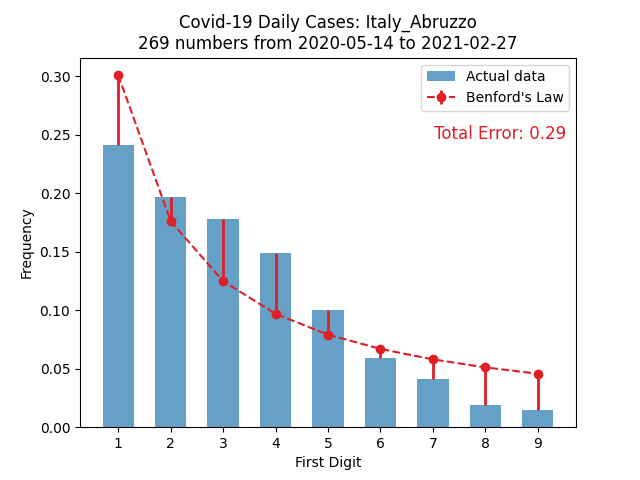 Covid-19 Daily Cases: Italy_Abruzzo
269 numbers from 2020-05-14 to 2021-02-27
Actual data
Benford's Law
Total Error: 0.29
Frequency
0.30
0.25
0.20
0.15
0.10
0.05
0.00
1 2 3 4 5 6 7 8 9
First Digit